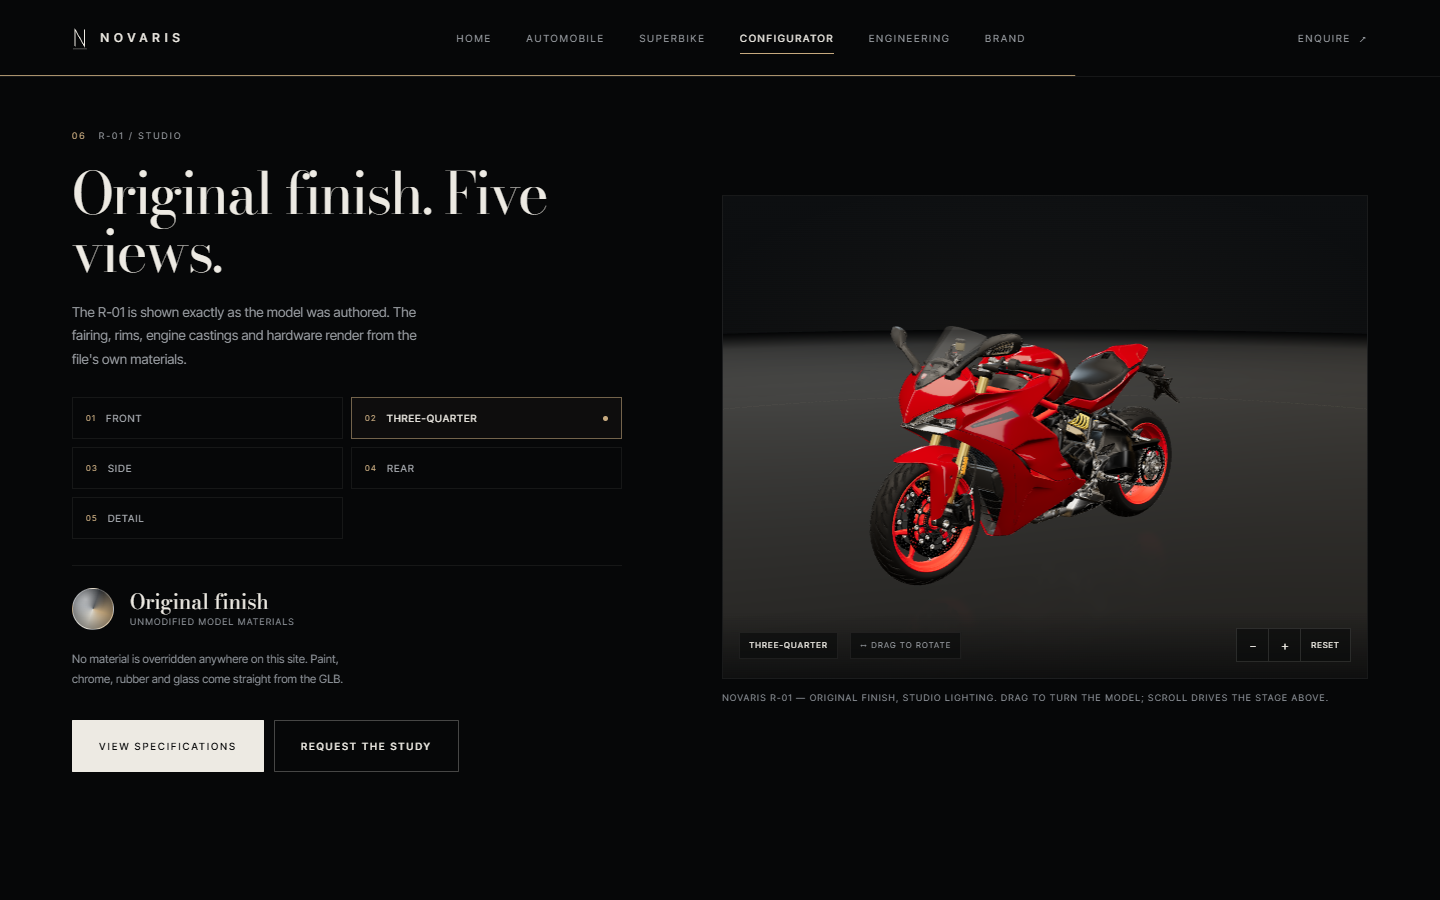 NOVARIS
HOME AUTOMOBILE SUPERBIKE CONFIGURATOR ENGINEERING BRAND
ENQUIRE ↗
06 R-01 / STUDIO
Original finish. Five
views.
The R-01 is shown exactly as the model was authored. The
fairing, rims, engine castings and hardware render from the
file's own materials.
01 FRONT
02 THREE-QUARTER
03 SIDE
04 REAR
05 DETAIL
Original finish
UNMODIFIED MODEL MATERIALS
No material is overridden anywhere on this site. Paint,
chrome, rubber and glass come straight from the GLB.
VIEW SPECIFICATIONS
REQUEST THE STUDY
THREE-QUARTER
↔ DRAG TO ROTATE
− + RESET
NOVARIS R-01 — ORIGINAL FINISH, STUDIO LIGHTING. DRAG TO TURN THE MODEL; SCROLL DRIVES THE STAGE ABOVE.